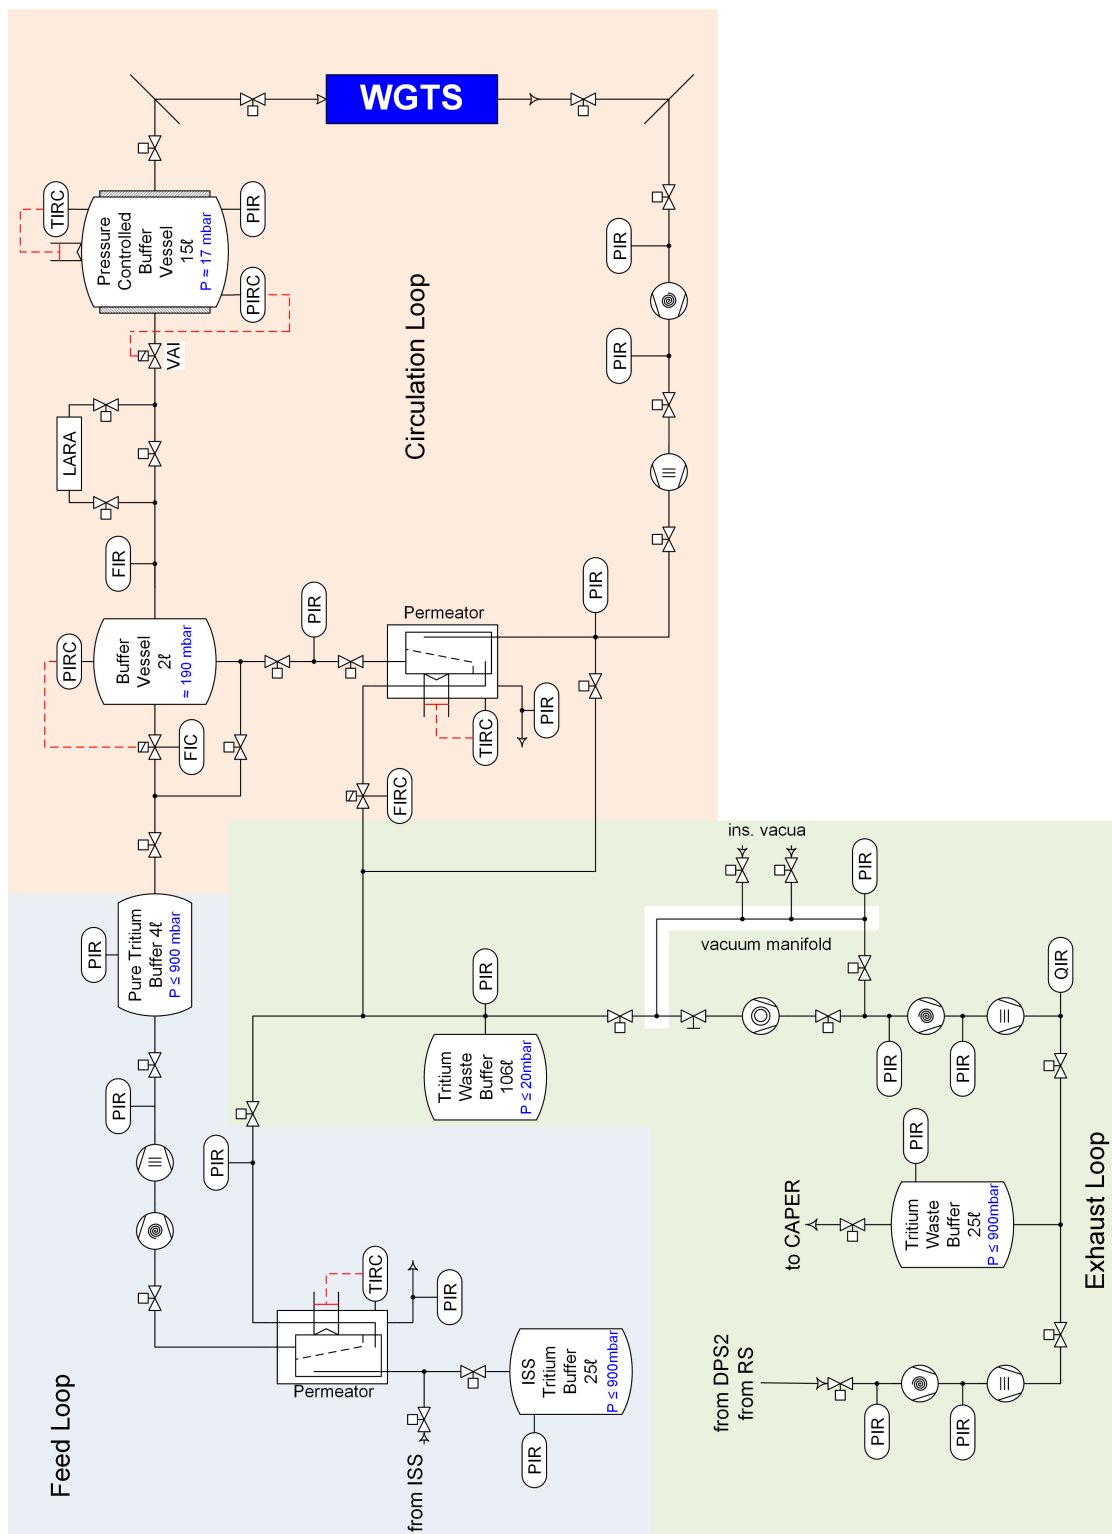 WGTS
TIRC
PIR
Pressure
Controlled
Buffer
Vessel
15ℓ
P ≈ 17 mbar
PIRC
VAI
PIR
PIR
Circulation Loop
LARA
FIR
PIRC
Buffer
Vessel
2ℓ
≈ 190 mbar
FIC
PIR
Permeator
PIR
TIRC
PIR
FIRC
ins. vacua
PIR
vacuum manifold
PIR
Pure Tritium
Buffer 4ℓ
P ≤ 900 mbar
PIR
QIR
PIR
PIR
Tritium
Waste
Buffer
106ℓ
P ≤ 20mbar
PIR
PIR
PIR
Tritium
Waste
Buffer
25ℓ
P ≤ 900mbar
to CAPER
Exhaust Loop
TIRC
PIR
Permeator
ISS
Tritium
Buffer
25ℓ
P ≤ 900mbar
PIR
from ISS
Feed Loop
from DPS2
from RS
PIR
PIR